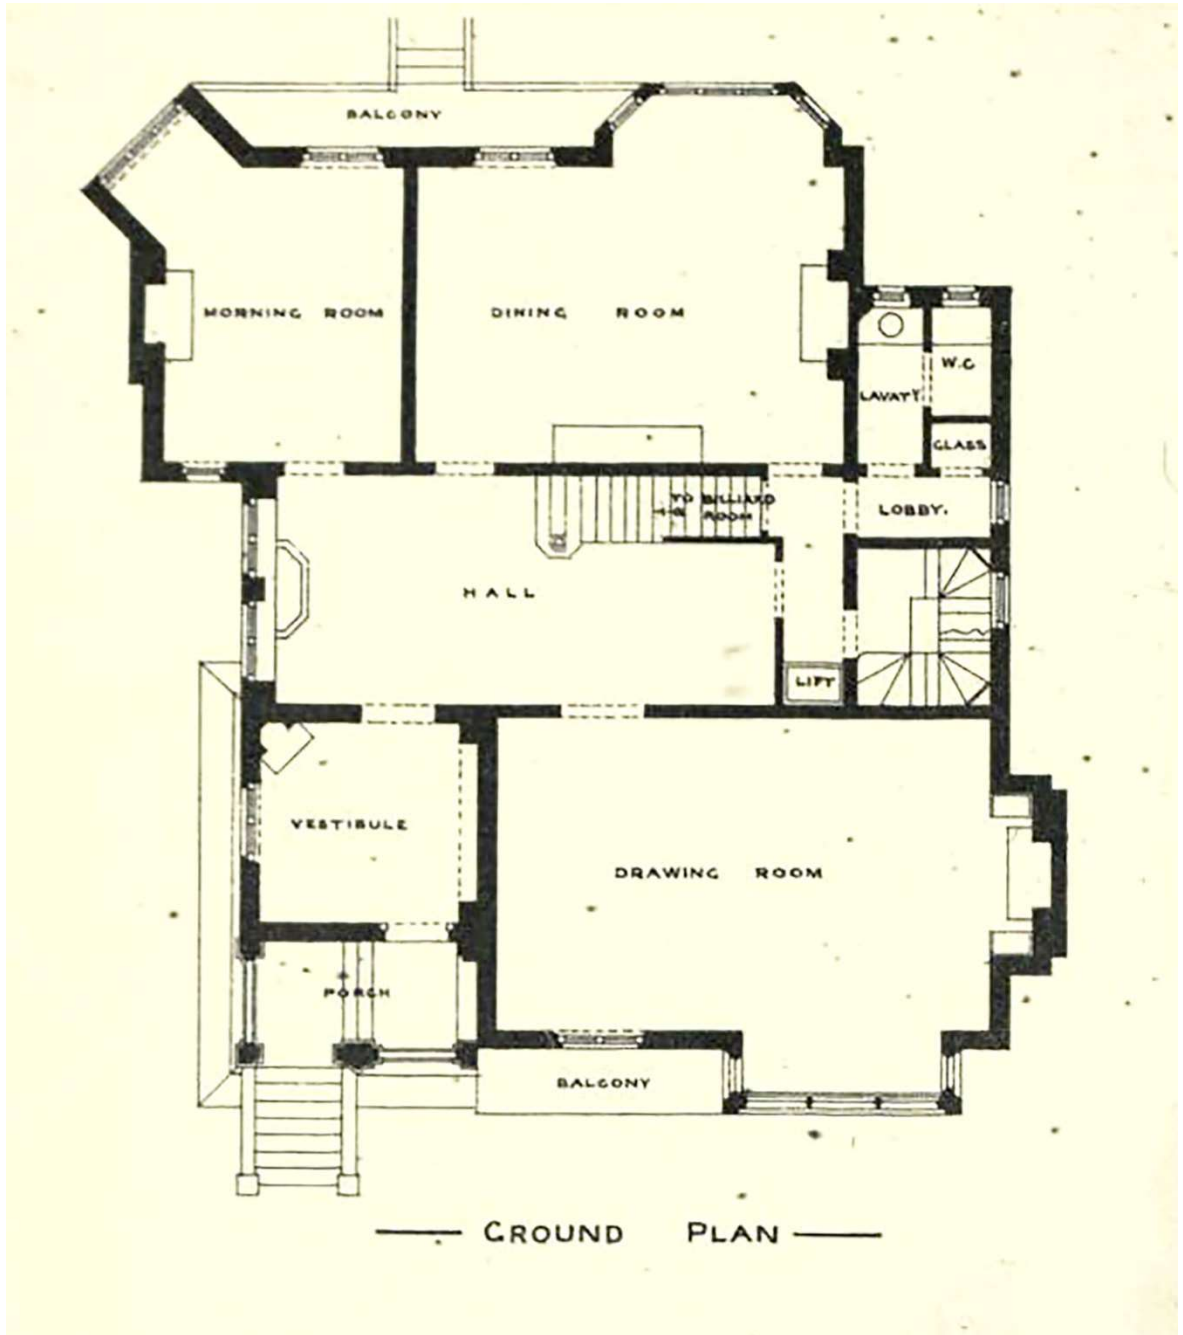 BALCONY
MORNING ROOM
DINING ROOM
W.C
LAVATY.
GLASS
TO BILLIARD
ROOM
LOBBY.
HALL
LIFT
VESTIBULE
DRAWING ROOM
PORCH
BALCONY
GROUND PLAN